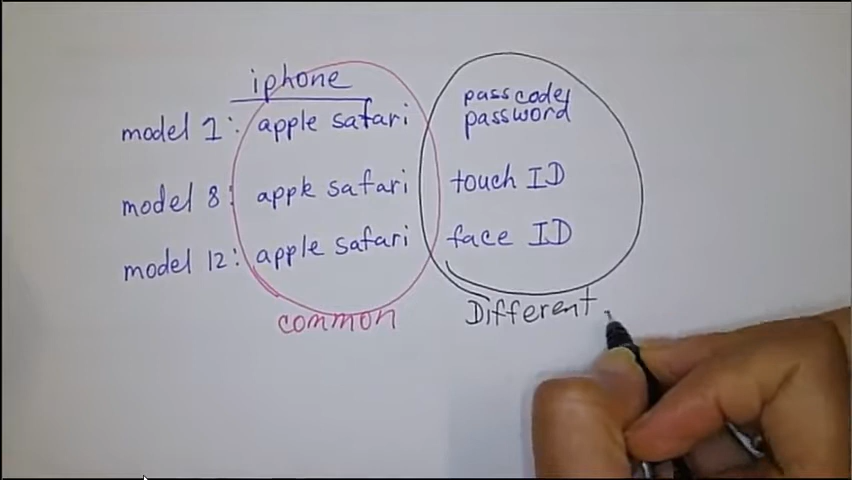 iphone
model 1: apple safari passcode/
password
model 8: apple safari touch ID
model 12: apple safari face ID
common Different